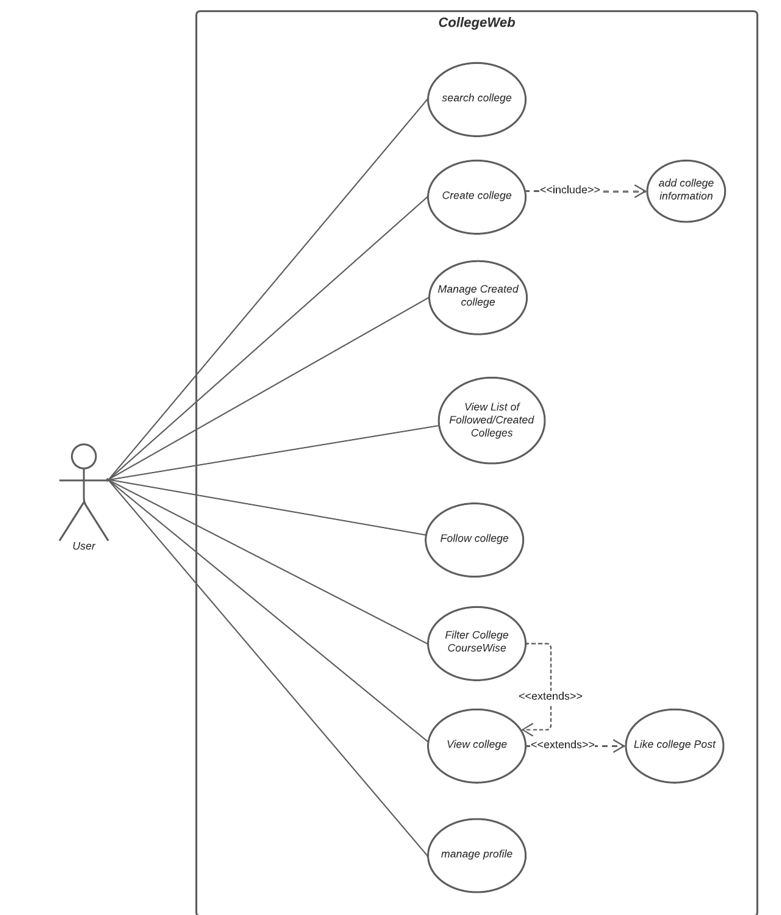 CollegeWeb
search college
Create college
<<include>>
add college
information
Manage Created
college
View List of
Followed/Created
Colleges
User
Follow college
Filter College
CourseWise
<<extends>>
View college
<<extends>>
Like college Post
manage profile